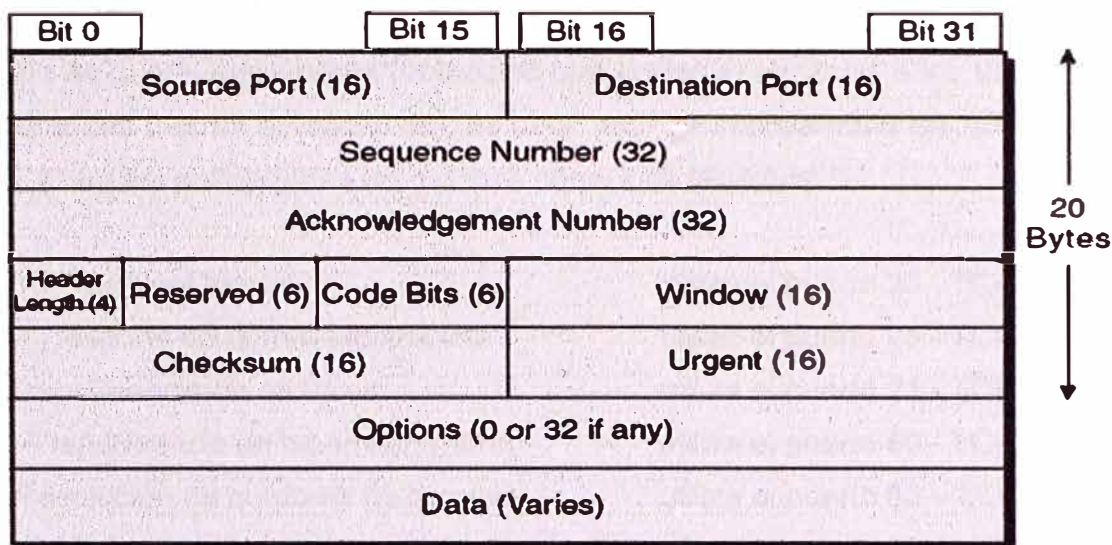 Bit 0 Bit 15 Bit 16 Bit 31
Source Port (16) Destination Port (16)
Sequence Number (32)
Acknowledgement Number (32)
20
Bytes
Header
Length (4) Reserved (6) Code Bits (6) Window (16)
Checksum (16) Urgent (16)
Options (0 or 32 if any)
Data (Varies)